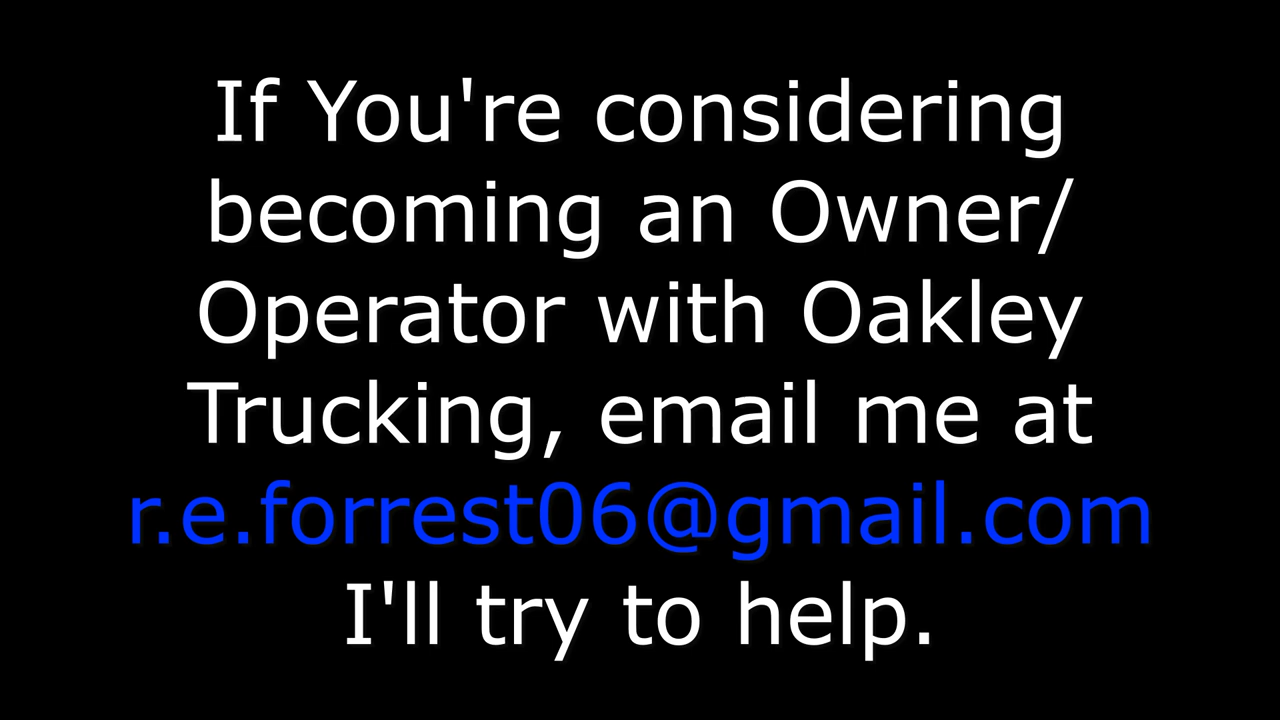 If You're considering
becoming an Owner/
Operator with Oakley
Trucking, email me at
r.e.forrest06@gmail.com
I'll try to help.